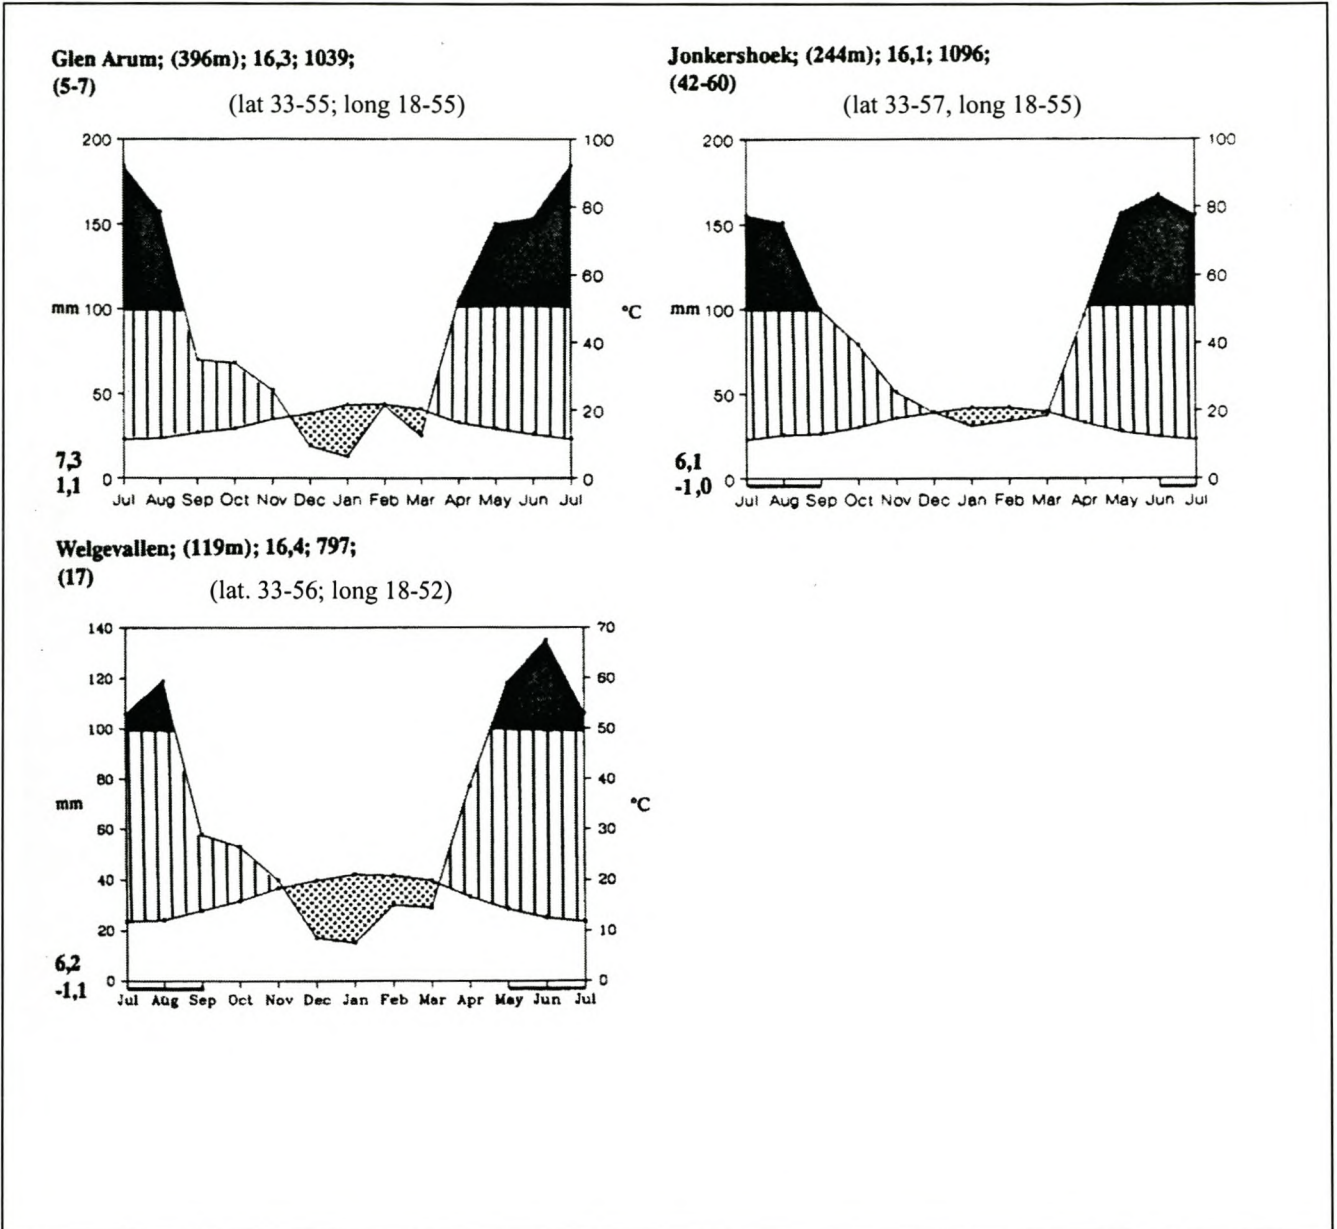 Glen Arum; (396m); 16,3; 1039;
(5-7)
(lat 33-55; long 18-55)
200 100
150 80
60
mm 100 °C
40
50
20
7,3
1,1 0 0
Jul Aug Sep Oct Nov Dec Jan Feb Mar Apr May Jun Jul
Jonkershoek; (244m); 16,1; 1096;
(42-60)
(lat 33-57, long 18-55)
200 100
150 80
60
mm 100
40
50
20
6,1
-1,0 0 0
Jul Aug Sep Oct Nov Dec Jan Feb Mar Apr May Jun Jul
Welgevallen; (119m); 16,4; 797;
(17)
(lat. 33-56; long 18-52)
140 70
120 60
100 50
80 40
mm °C
60 30
40 20
20 10
6,2
-1,1 0 0
Jul Aug Sep Oct Nov Dec Jan Feb Mar Apr May Jun Jul